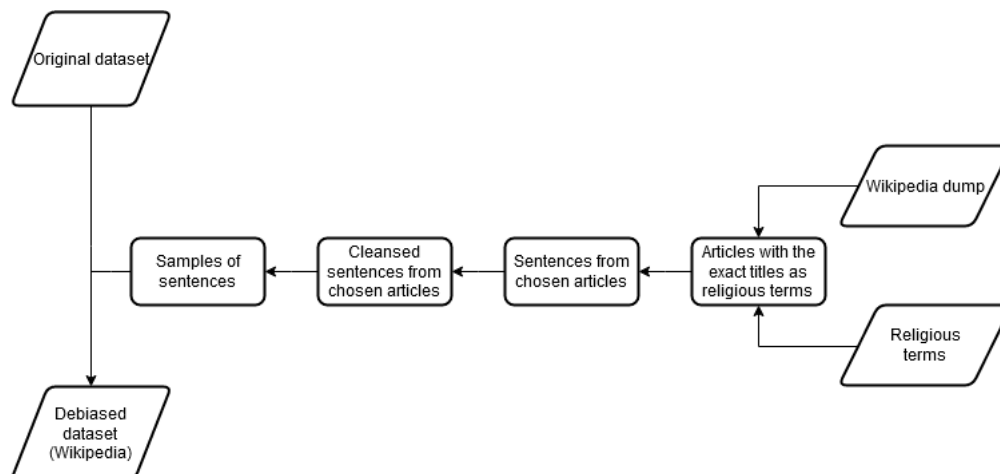 Original dataset
Wikipedia dump
Samples of
sentences
Cleansed
sentences from
chosen articles
Sentences from
chosen articles
Articles with the
exact titles as
religious terms
Religious
terms
Debiased
dataset
(Wikipedia)